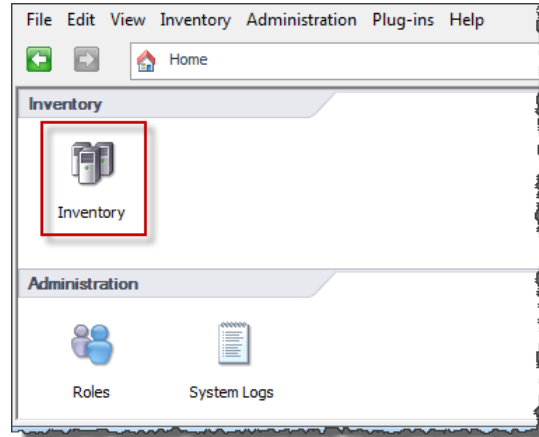 File Edit View Inventory Administration Plug-ins Help
Home
Inventory
Inventory
Administration
Roles System Logs